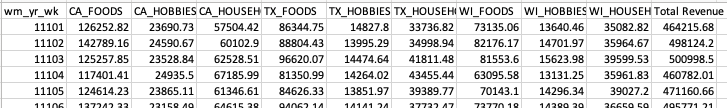 wm_yr_wk CA_FOODS CA_HOBBIES CA_HOUSEH TX_FOODS TX_HOBBIES TX_HOUSEH WI_FOODS WI_HOBBIES WI_HOUSEH Total Revenue
11101 126252.82 23690.73 57504.42 86344.75 14827.8 33736.82 73135.06 13640.46 35082.82 464215.68
11102 142789.16 24590.67 60102.9 88804.43 13995.29 34998.94 82176.17 14701.97 35964.67 498124.2
11103 125257.85 23528.84 62528.51 96620.07 14474.64 41811.48 81553.6 15623.98 39599.53 500998.5
11104 117401.41 24935.5 67185.99 81350.99 14264.02 43455.44 63095.58 13131.25 35961.83 460782.01
11105 124614.23 23865.11 61346.61 84626.33 13851.97 39389.77 70143.1 14296.34 39027.2 471160.66
11106 137242.33 23158.49 64615.38 94062.14 14141.24 37732.47 73770.18 14389.39 36659.59 495771.21